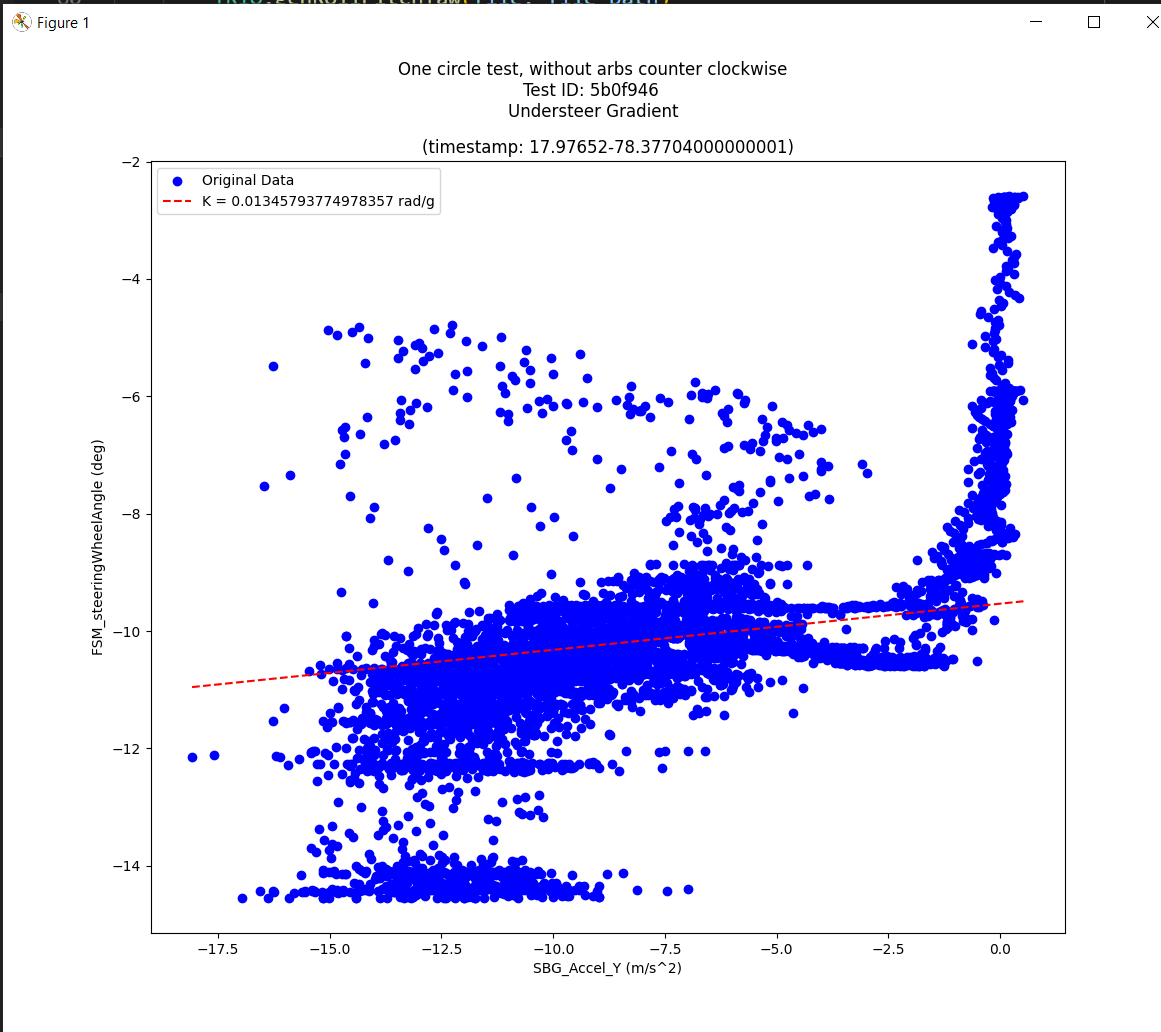 Figure 1
One circle test, without arbs counter clockwise
Test ID: 5b0f946
Understeer Gradient
(timestamp: 17.97652-78.37704000000001)
Original Data
K = 0.01345793774978357 rad/g
FSM_steeringWheelAngle (deg)
−2
−4
−6
−8
−10
−12
−14
−17.5
−15.0
−12.5
−10.0
−7.5
−5.0
−2.5
0.0
SBG_Accel_Y (m/s^2)